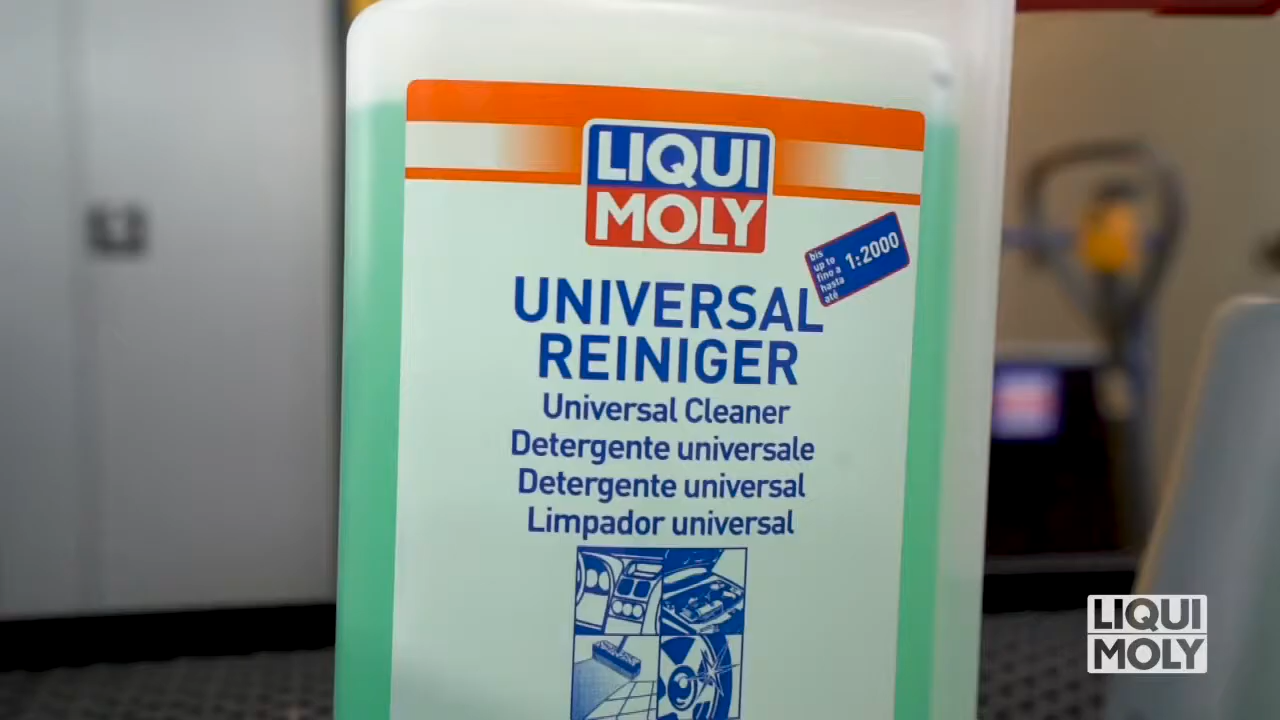 LIQUI
MOLY
bis
up to
fino a
hasta
até
1:2000
UNIVERSAL
REINIGER
Universal Cleaner
Detergente universale
Detergente universal
Limpador universal
LIQUI
MOLY